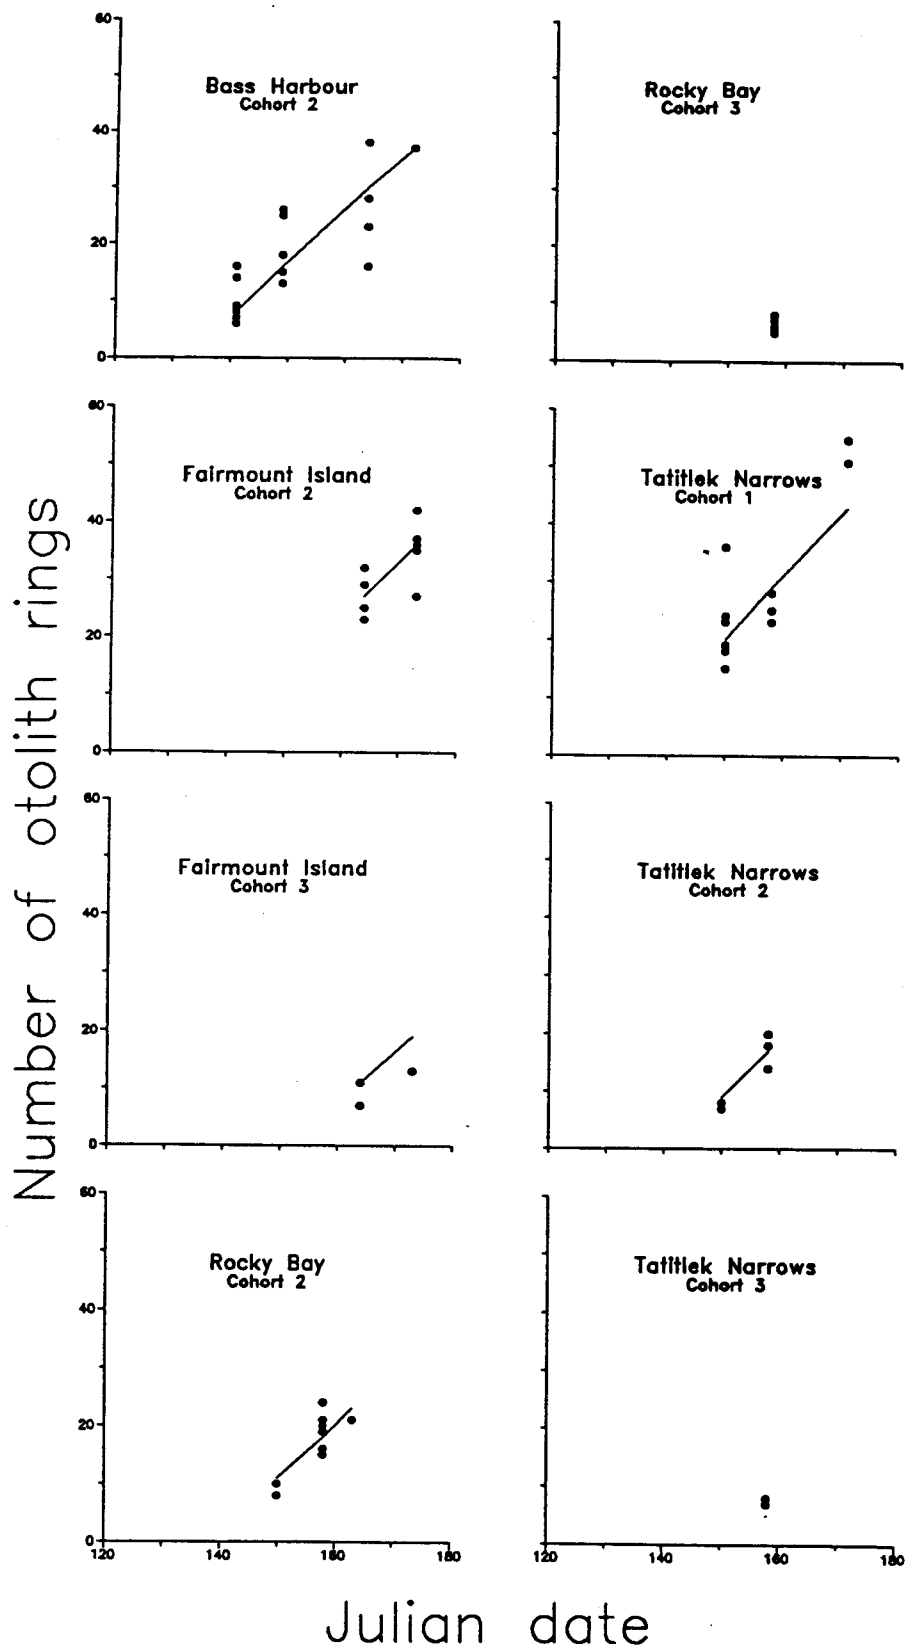 60
Bass Harbour
Cohort 2
40
20
0
Rocky Bay
Cohort 3
60
Fairmount Island
Cohort 2
40
20
0
Tatitlek Narrows
Cohort 1
60
Fairmount Island
Cohort 3
40
20
0
Tatitlek Narrows
Cohort 2
60
Rocky Bay
Cohort 2
40
20
0
120 140 160 180
Tatitlek Narrows
Cohort 3
120 140 160 180
Number of otolith rings
Julian date